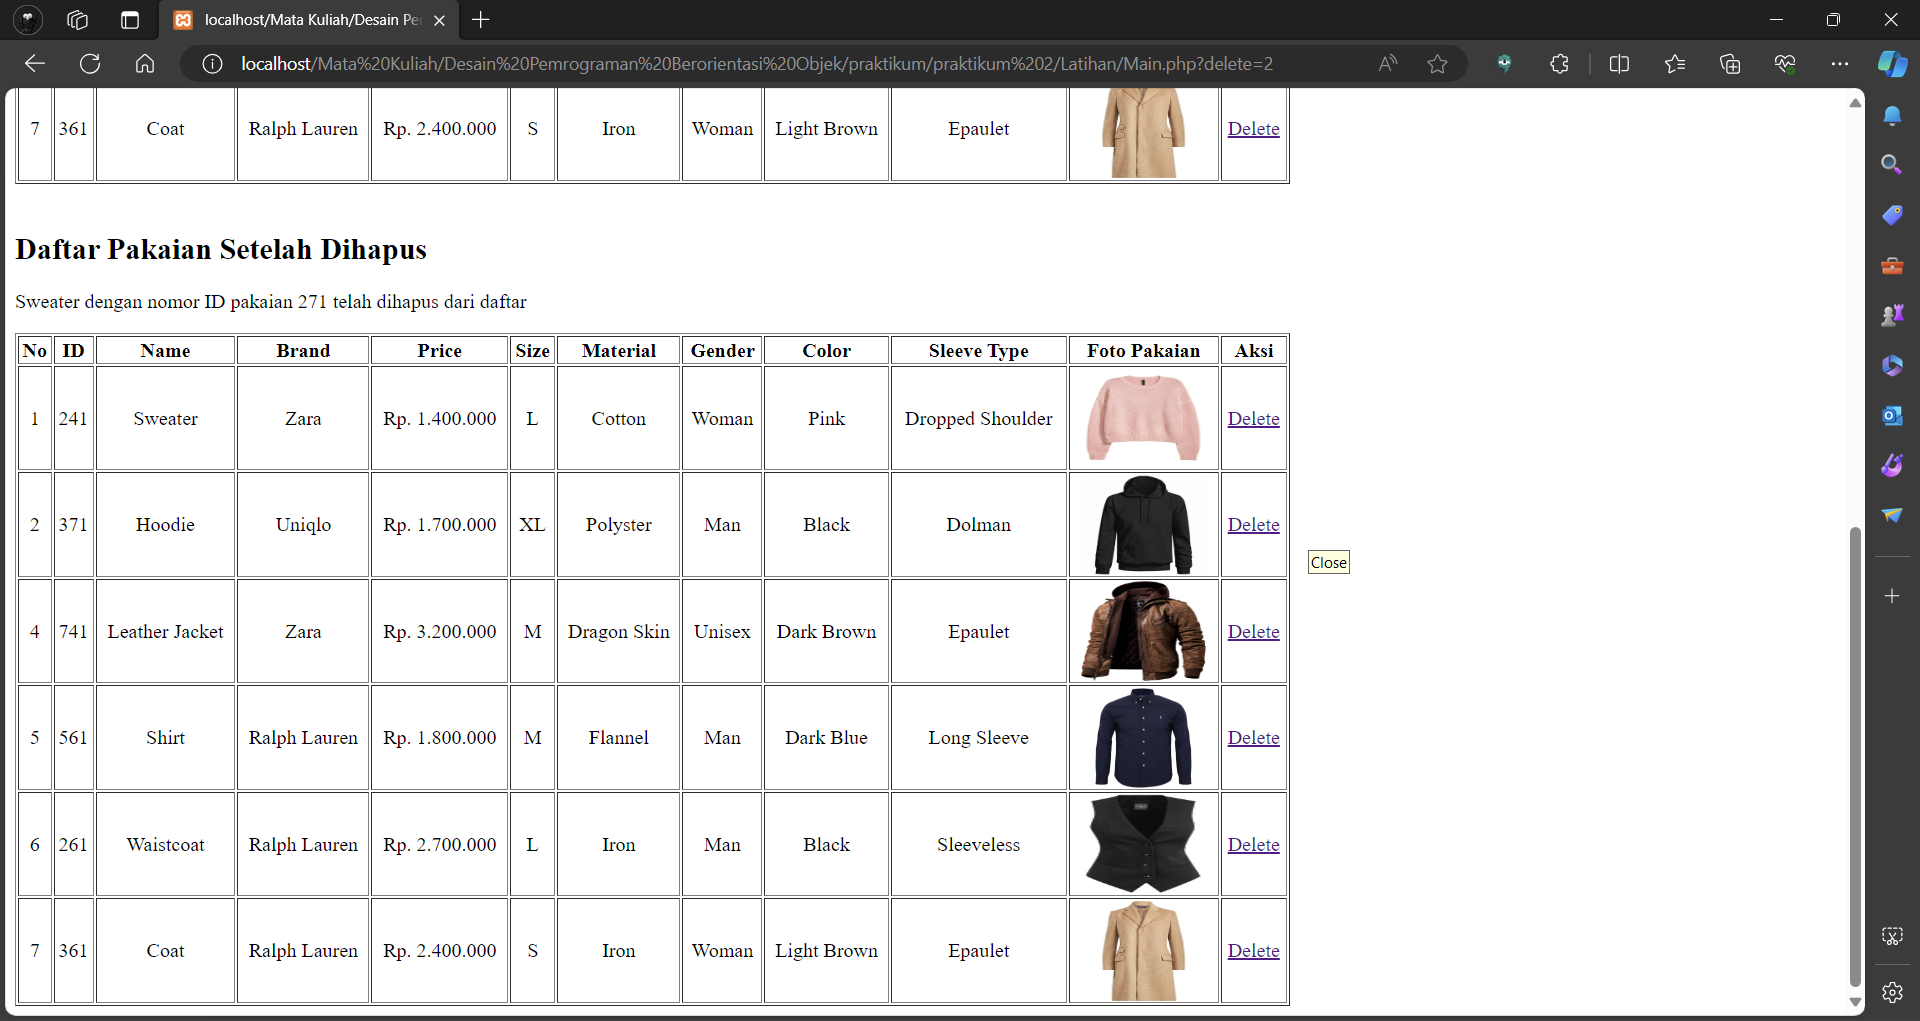 localhost/Mata Kuliah/Desain Pe
localhost/Mata%20Kuliah/Desain%20Pemrograman%20Berorientasi%20Objek/praktikum/praktikum%202/Latihan/Main.php?delete=2
7 361 Coat Ralph Lauren Rp. 2.400.000 S Iron Woman Light Brown Epaulet Delete
Daftar Pakaian Setelah Dihapus
Sweater dengan nomor ID pakaian 271 telah dihapus dari daftar
No ID Name Brand Price Size Material Gender Color Sleeve Type Foto Pakaian Aksi
1 241 Sweater Zara Rp. 1.400.000 L Cotton Woman Pink Dropped Shoulder Delete
2 371 Hoodie Uniqlo Rp. 1.700.000 XL Polyster Man Black Dolman Delete
Close
4 741 Leather Jacket Zara Rp. 3.200.000 M Dragon Skin Unisex Dark Brown Epaulet Delete
5 561 Shirt Ralph Lauren Rp. 1.800.000 M Flannel Man Dark Blue Long Sleeve Delete
6 261 Waistcoat Ralph Lauren Rp. 2.700.000 L Iron Man Black Sleeveless Delete
7 361 Coat Ralph Lauren Rp. 2.400.000 S Iron Woman Light Brown Epaulet Delete